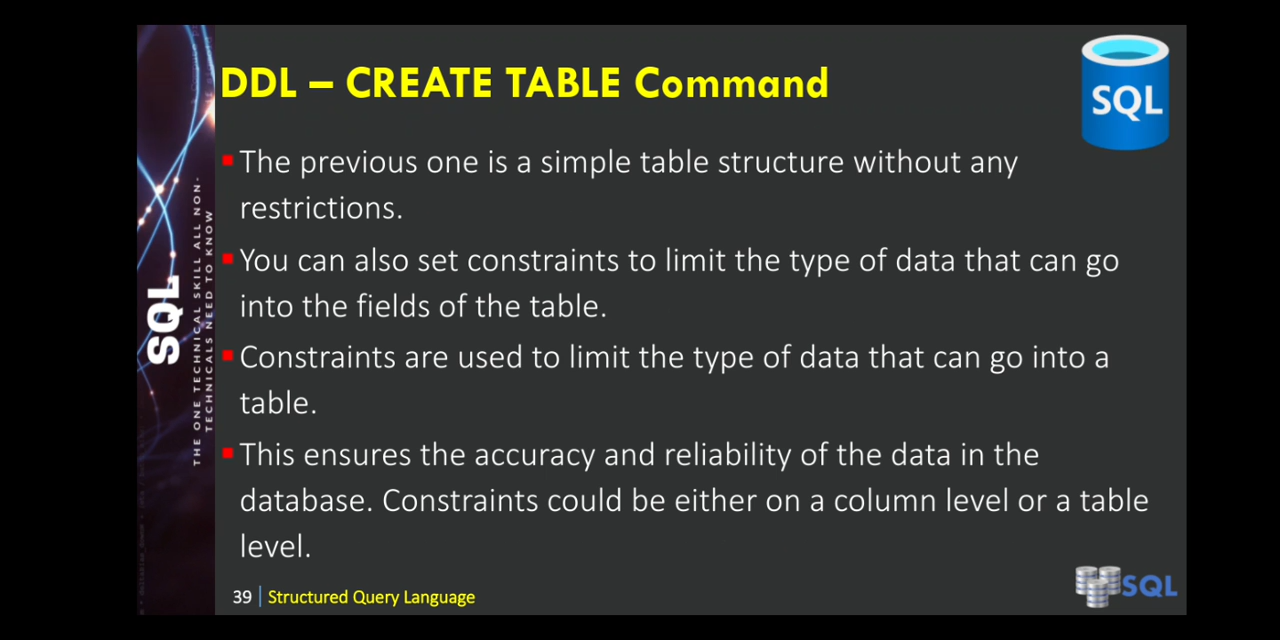 DDL – CREATE TABLE Command
SQL
▪The previous one is a simple table structure without any
restrictions.
▪You can also set constraints to limit the type of data that can go
into the fields of the table.
▪Constraints are used to limit the type of data that can go into a
table.
▪This ensures the accuracy and reliability of the data in the
database. Constraints could be either on a column level or a table
level.
SQL
THE ONE TECHNICAL SKILL ALL NON-
TECHNICALS NEED TO KNOW
39 | Structured Query Language
SQL